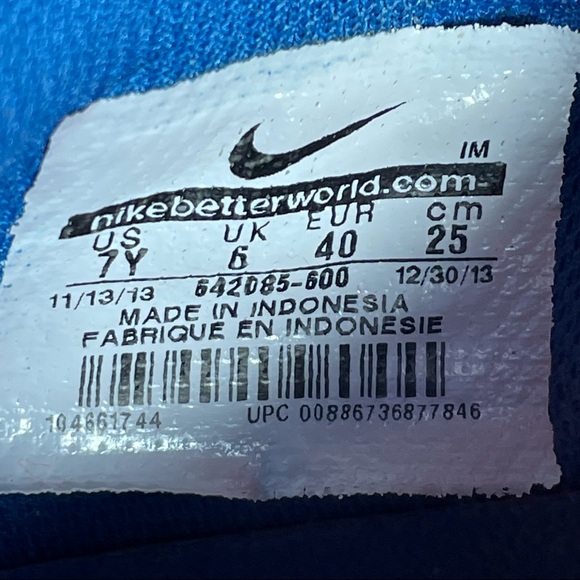 IM
nikebetterworld.com
US UK EUR cm
7Y 6 40 25
11/13/13 642085-600 12/30/13
MADE IN INDONESIA
FABRIQUE EN INDONÉSIE
104661744 UPC 00886736877846